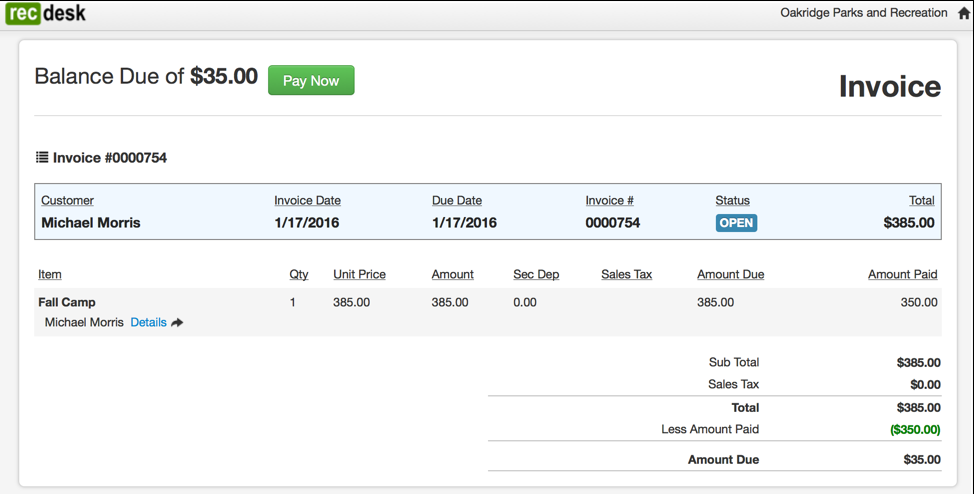 recdesk Oakridge Parks and Recreation
Balance Due of $35.00 Pay Now
Invoice
Invoice #0000754
Customer Invoice Date Due Date Invoice # Status Total
Michael Morris 1/17/2016 1/17/2016 0000754 OPEN $385.00
Item Qty Unit Price Amount Sec Dep Sales Tax Amount Due Amount Paid
Fall Camp 1 385.00 385.00 0.00 385.00 350.00
Michael Morris Details
Sub Total $385.00
Sales Tax $0.00
Total $385.00
Less Amount Paid ($350.00)
Amount Due $35.00